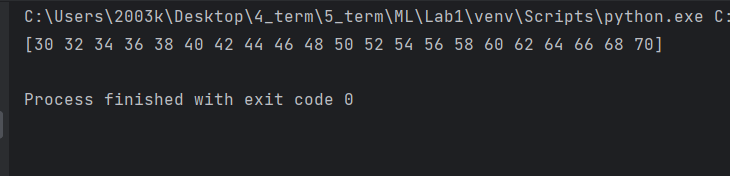 C:\Users\2003k\Desktop\4_term\5_term\ML\Lab1\venv\Scripts\python.exe C:
[30 32 34 36 38 40 42 44 46 48 50 52 54 56 58 60 62 64 66 68 70]
Process finished with exit code 0